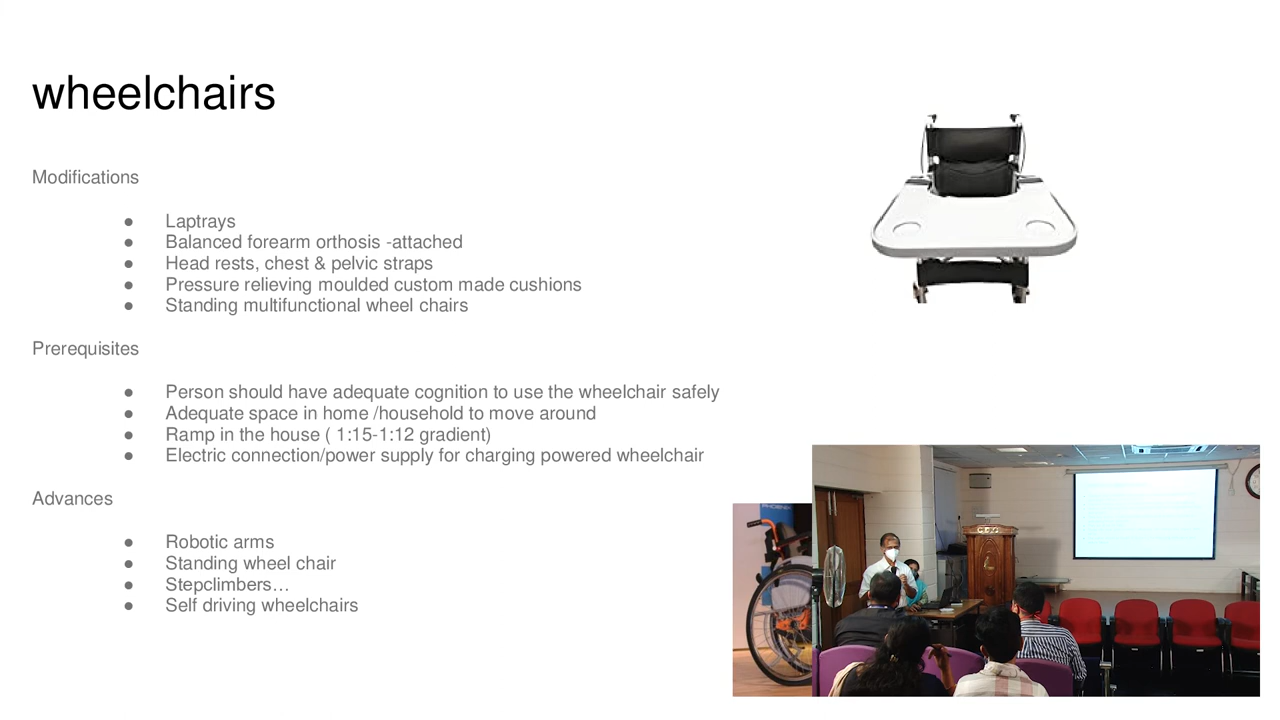 wheelchairs
Modifications
● Laptrays
● Balanced forearm orthosis -attached
● Head rests, chest & pelvic straps
● Pressure relieving moulded custom made cushions
● Standing multifunctional wheel chairs
Prerequisites
● Person should have adequate cognition to use the wheelchair safely
● Adequate space in home /household to move around
● Ramp in the house ( 1:15-1:12 gradient)
● Electric connection/power supply for charging powered wheelchair
Advances
● Robotic arms
● Standing wheel chair
● Stepclimbers…
● Self driving wheelchairs